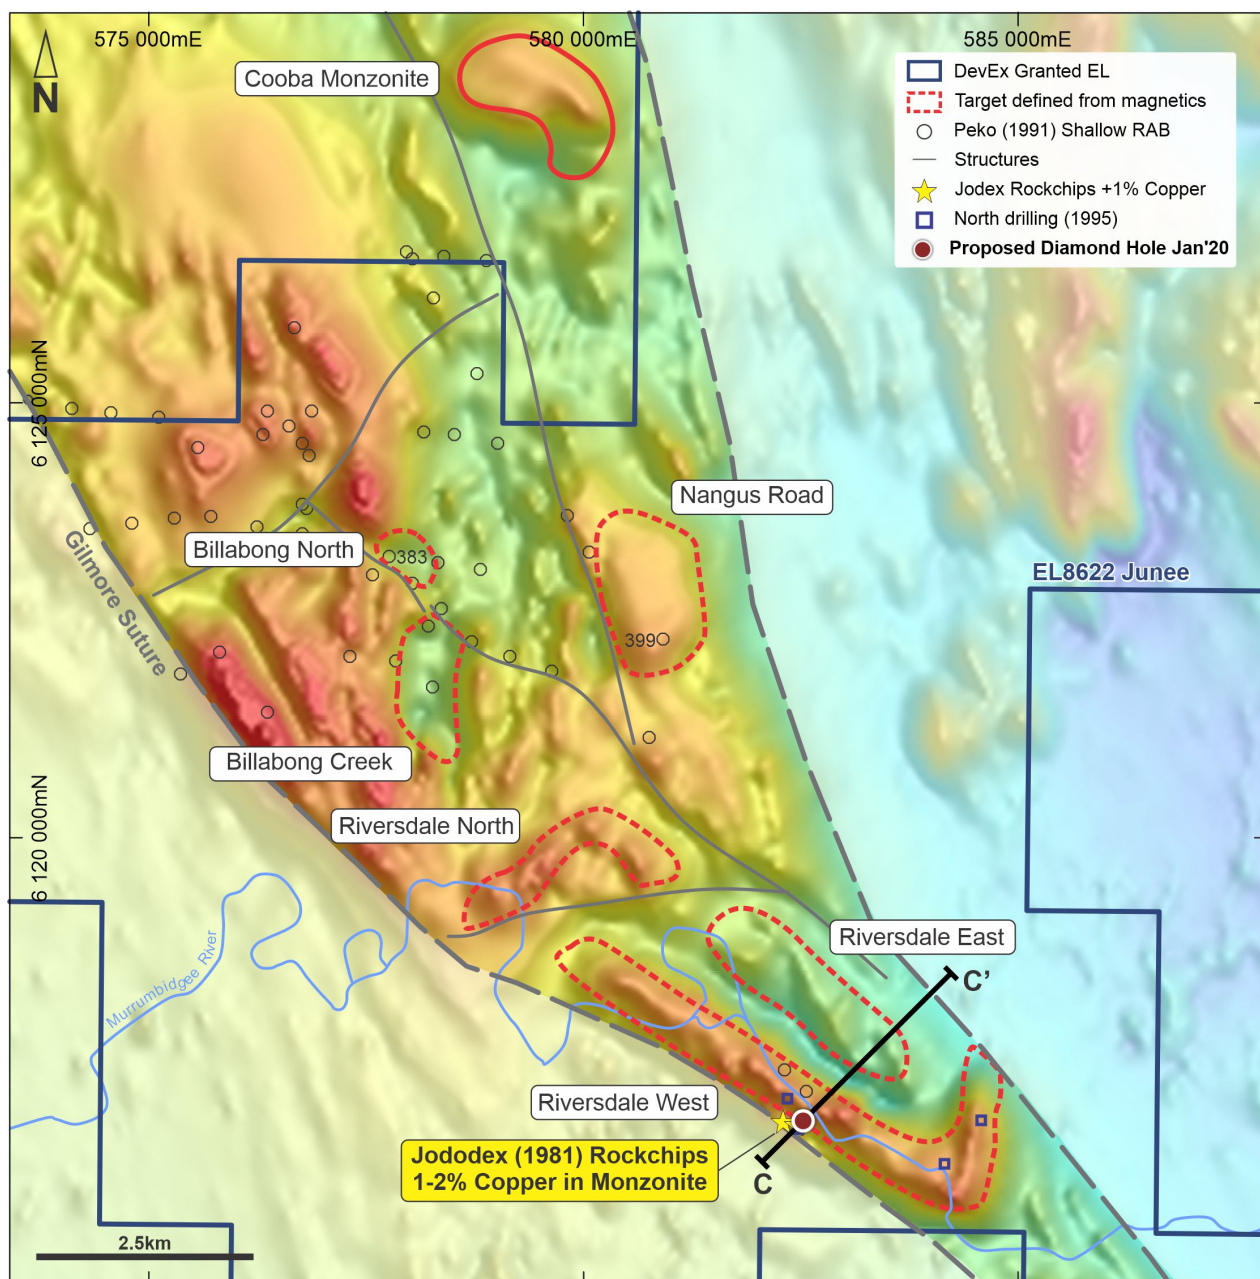 575 000mE
580 000mE
585 000mE
N
Cooba Monzonite
DevEx Granted EL
Target defined from magnetics
Peko (1991) Shallow RAB
Structures
Jodex Rockchips +1% Copper
North drilling (1995)
Proposed Diamond Hole Jan'20
6 125 000mN
Nangus Road
Billabong North
383
Gilmore Suture
EL8622 Junee
399
Billabong Creek
Riversdale North
6 120 000mN
Riversdale East
Murrumbidgee River
C'
Riversdale West
Jododex (1981) Rockchips
1-2% Copper in Monzonite
C
2.5km